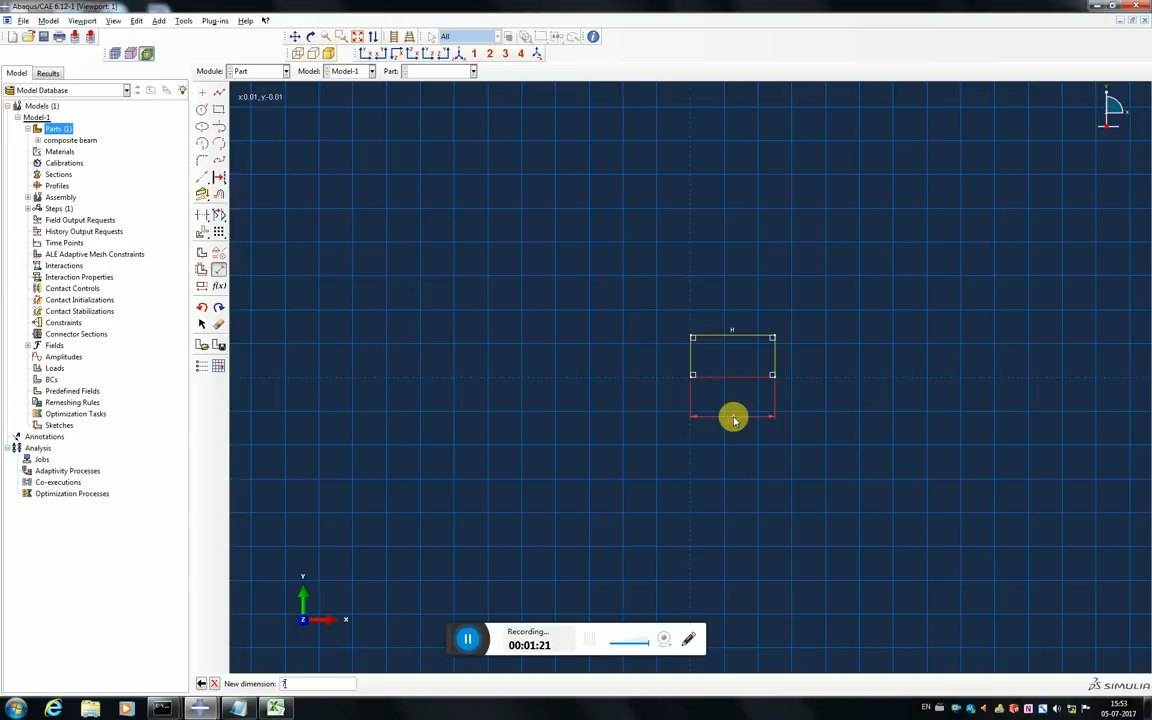 Abaqus/CAE 6.12-1 [Viewport: 1]
File Model Viewport View Edit Add Tools Plug-ins Help
All
1 2 3 4
Model Results
Module: Part Model: Model-1 Part:
Model Database
x:0.01, y:-0.01
Models (1)
Model-1
Parts (1)
composite beam
Materials
Calibrations
Sections
Profiles
Assembly
Steps (1)
Field Output Requests
History Output Requests
Time Points
ALE Adaptive Mesh Constraints
Interactions
Interaction Properties
Contact Controls
Contact Initializations
Contact Stabilizations
Constraints
Connector Sections
Fields
Amplitudes
Loads
BCs
Predefined Fields
Remeshing Rules
Optimization Tasks
Sketches
Annotations
Analysis
Jobs
Adaptivity Processes
Co-executions
Optimization Processes
f(x)
H
Y
X
Z
Y
X
Recording...
00:01:21
New dimension: 7
SIMULIA
EN
15:53
05-07-2017